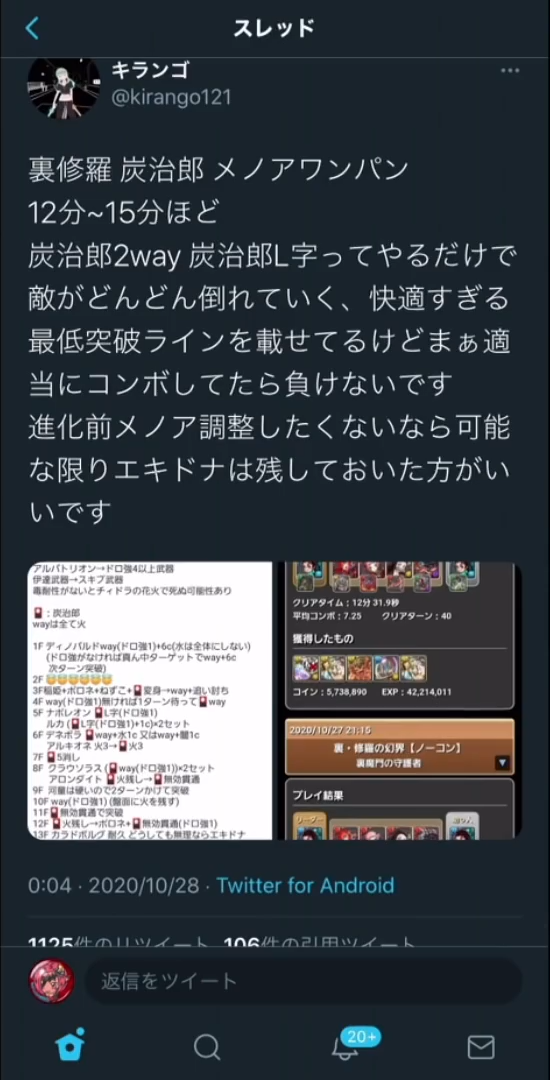 スレッド
キランゴ
@kirango121
裏修羅 炭治郎 メノアワンパン
12分~15分ほど
炭治郎2way 炭治郎L字ってやるだけで
敵がどんどん倒れていく、快適すぎる
最低突破ラインを載せてるけどまぁ適
当にコンボしてたら負けないです
進化前メノア調整したくないなら可能
な限りエキドナは残しておいた方がい
いです
アルバトリオン→ドロ強4以上武器
伊達武器→スキブ武器
毒耐性がないとティドラの花火で死ぬ可能性あり
🎴：炭治郎
wayは全て火
1F ディノバルドway(ドロ強1)+6c(水は全体にしない)
(ドロ強がなければ真ん中ターゲットでway+6c
次ターン突破)
2F 😇😇😇😇😇😇
3F稲姫+ボロネ+ねずこ+🎴変身→way+追い討ち
4F way(ドロ強1)無ければ1ターン待って🎴way
5F ナポレオン 🎴L字(ドロ強1)
ルカ (🎴L字(ドロ強1)+1c)×2セット
6F デネボラ 🎴way+水1c 又はway+闇1c
アルキオネ 火3→🎴火3
7F 🎴5消し
8F クラウソラス (🎴way(ドロ強1))×2セット
アロンダイト 🎴火残し→🎴無効貫通
9F 河童は硬いので2ターンかけて突破
10F way(ドロ強1) (盤面に火を残す)
11F🎴無効貫通で突破
12F 🎴火残し→ボロネ+🎴無効貫通(ドロ強1)
13F カラドボルグ 耐久 どうしても無理ならエキドナ
クリアタイム：12分 31.9秒
平均コンボ：7.25 クリアターン：40
獲得したもの
コイン：5,738,890 EXP：42,214,011
2020/10/27 21:15
裏・修羅の幻界【ノーコン】
裏魔門の守護者
プレイ結果
リーダー
0:04 · 2020/10/28 · Twitter for Android
1125件のリツイート 106件の引用ツイート
返信をツイート
20+